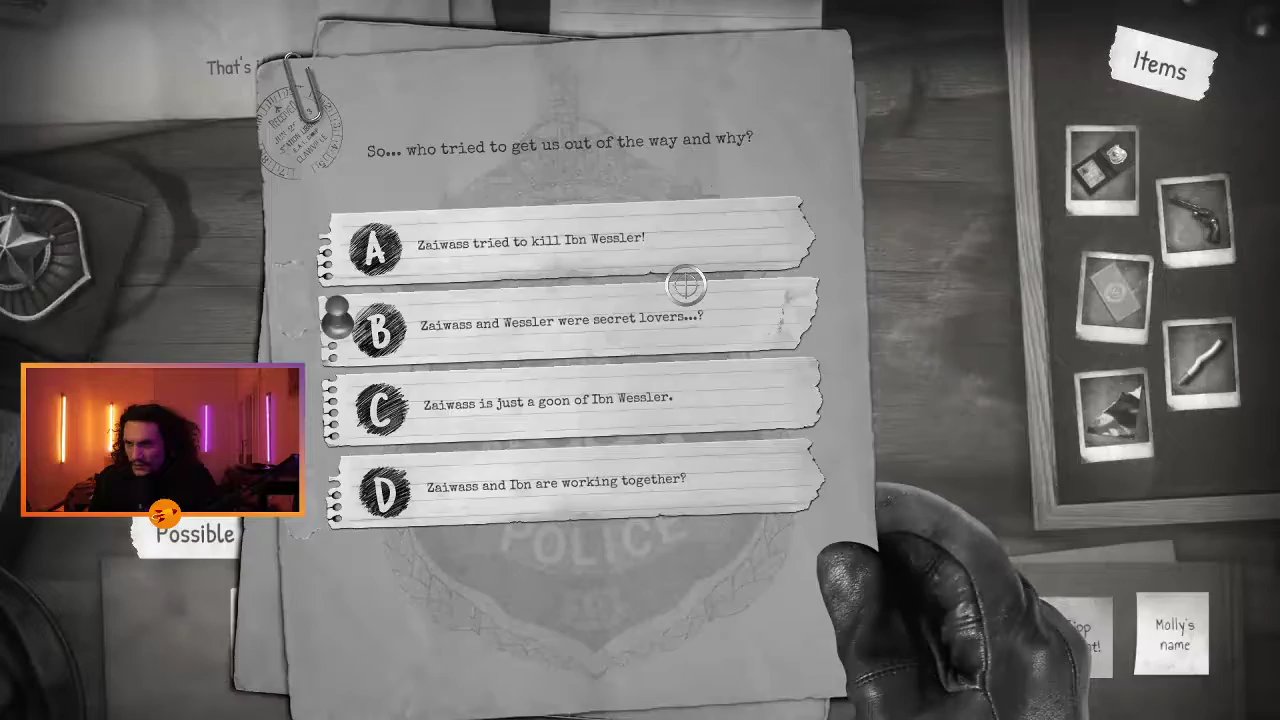 That's
Items
So... who tried to get us out of the way and why?
A Zaiwass tried to kill Ibn Wessler!
B Zaiwass and Wessler were secret lovers...?
C Zaiwass is just a goon of Ibn Wessler.
D Zaiwass and Ibn are working together?
Possible
POLICE
Molly's
name